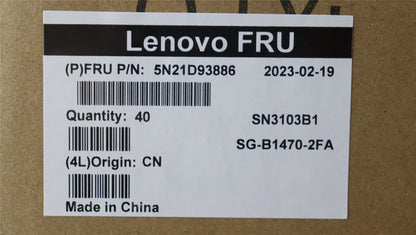 Lenovo FRU
(P)FRU P/N: 5N21D93886 2023-02-19
Quantity: 40 SN3103B1
SG-B1470-2FA
(4L)Origin: CN
Made in China